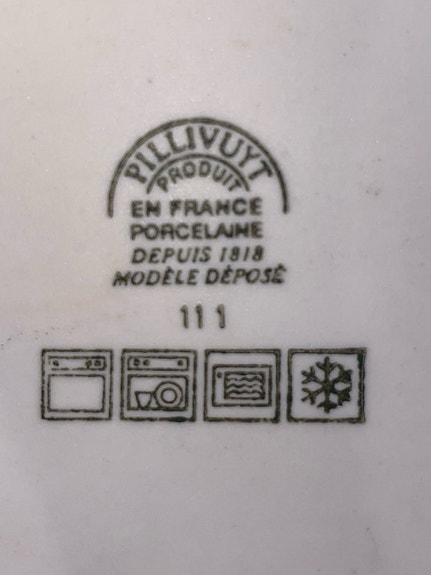 PILLIVUYT
PRODUIT
EN FRANCE
PORCELAINE
DEPUIS 1818
MODÈLE DÉPOSÉ
111